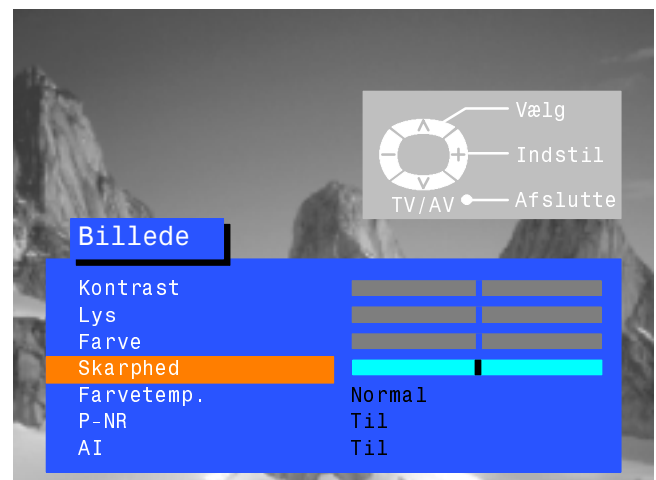 Vælg
Indstil
TV/AV Afslutte
Billede
Kontrast
Lys
Farve
Skarphed
Farvetemp. Normal
P-NR Til
AI Til